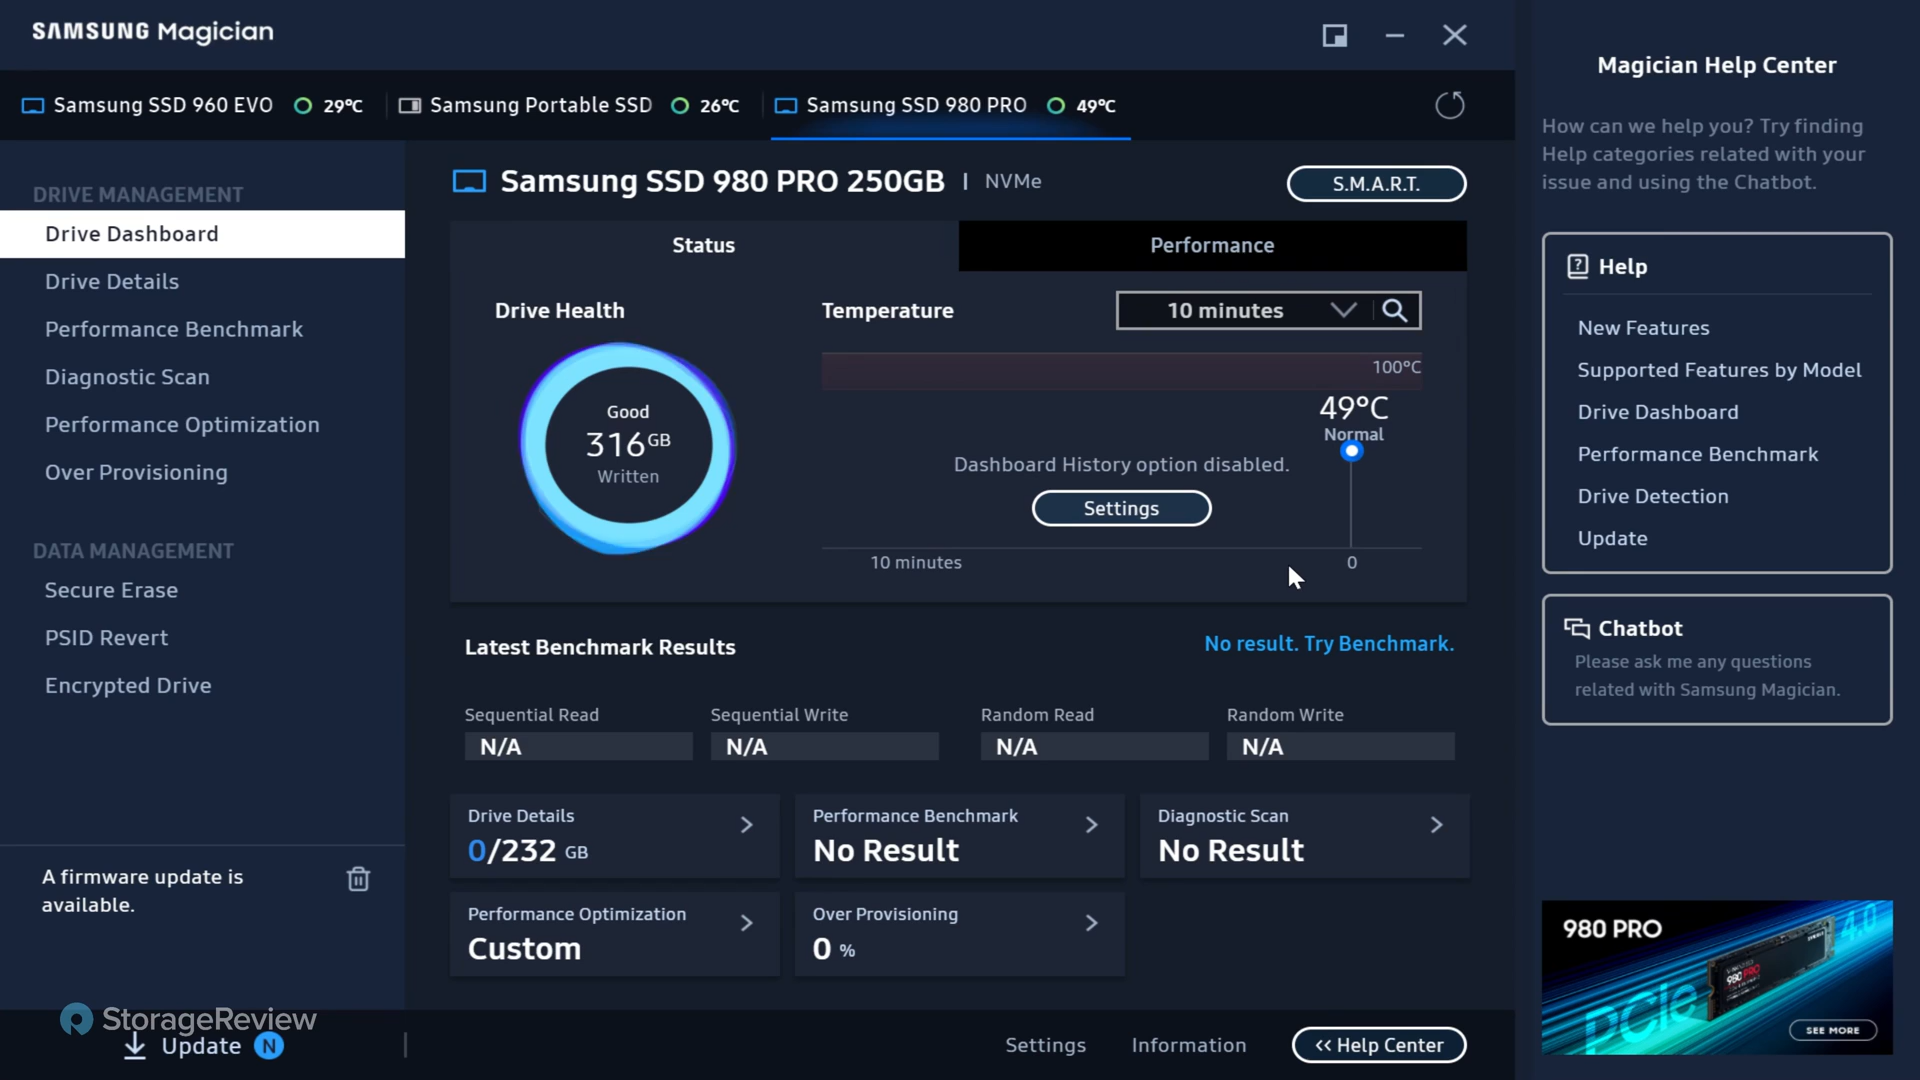 SAMSUNG Magician
Samsung SSD 960 EVO 29°C Samsung Portable SSD 26°C Samsung SSD 980 PRO 49°C
DRIVE MANAGEMENT
Drive Dashboard
Drive Details
Performance Benchmark
Diagnostic Scan
Performance Optimization
Over Provisioning
DATA MANAGEMENT
Secure Erase
PSID Revert
Encrypted Drive
A firmware update is
available.
StorageReview
Update N
Samsung SSD 980 PRO 250GB | NVMe
S.M.A.R.T.
Status Performance
Drive Health
Good
316 GB
Written
Temperature
10 minutes
100°C
49°C
Normal
Dashboard History option disabled.
Settings
10 minutes 0
Latest Benchmark Results
No result. Try Benchmark.
Sequential Read Sequential Write Random Read Random Write
N/A N/A N/A N/A
Drive Details
0/232 GB
Performance Benchmark
No Result
Diagnostic Scan
No Result
Performance Optimization
Custom
Over Provisioning
0 %
Settings Information << Help Center
Magician Help Center
How can we help you? Try finding
Help categories related with your
issue and using the Chatbot.
Help
New Features
Supported Features by Model
Drive Dashboard
Performance Benchmark
Drive Detection
Update
Chatbot
Please ask me any questions
related with Samsung Magician.
980 PRO
4.0
SAMSUNG
980 PRO
PCIe
SEE MORE